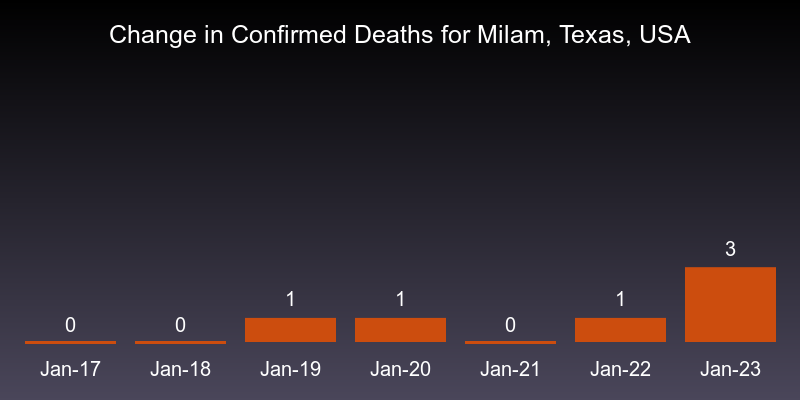 Change in Confirmed Deaths for Milam, Texas, USA
0 0 1 1 0 1 3
Jan-17 Jan-18 Jan-19 Jan-20 Jan-21 Jan-22 Jan-23